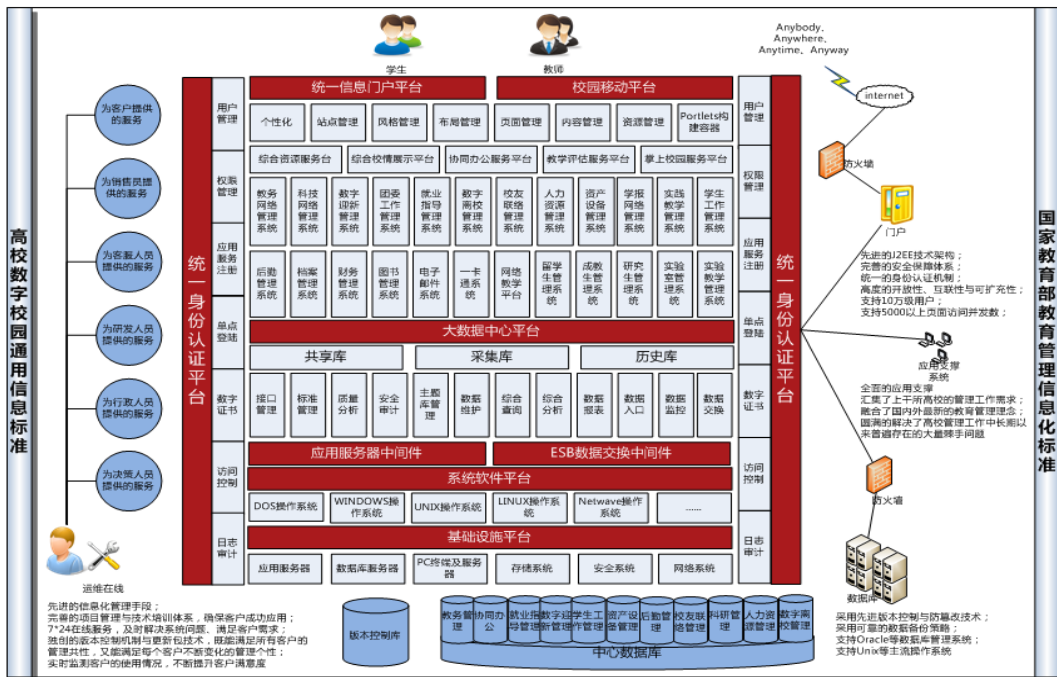 高校数字校园通用信息标准
国家教育部教育管理信息化标准
学生
教师
Anybody,
Anywhere,
Anytime, Anyway
internet
防火墙
门户
为客户提供
的服务
为销售员提
供的服务
为客服人员
提供的服务
为研发人员
提供的服务
为行政人员
提供的服务
为决策人员
提供的服务
运维在线
统一身份认证平台
用户
管理
权限
管理
应用
服务
注册
单点
登陆
数字
证书
访问
控制
日志
审计
统一信息门户平台
校园移动平台
个性化
站点管理
风格管理
布局管理
页面管理
内容管理
资源管理
Portlets构
建容器
综合资源服务台
综合校情展示平台
协同办公服务平台
教学评估服务平台
掌上校园服务平台
教务
网络
管理
系统
科技
网络
管理
系统
数字
迎新
管理
系统
团委
工作
管理
系统
就业
指导
管理
系统
数字
离校
管理
系统
校友
联络
管理
系统
人力
资源
管理
系统
资产
设备
管理
系统
学报
网络
管理
系统
实践
教学
管理
系统
学生
工作
管理
系统
后勤
管理
系统
档案
管理
系统
财务
管理
系统
图书
管理
系统
电子
邮件
系统
一卡
通系
统
网络
教学
平台
留学
生管
理系
统
成教
生管
理系
统
研究
生管
理系
统
实验
室管
理系
统
实验
教学
管理
系统
大数据中心平台
共享库
采集库
历史库
接口
管理
标准
管理
质量
分析
安全
审计
主题
库管
理
数据
维护
综合
查询
综合
分析
数据
报表
数据
入口
数据
监控
数据
交换
应用服务器中间件
ESB数据交换中间件
系统软件平台
DOS操作系统
WINDOWS操
作系统
UNIX操作系统
LINUX操作系
统
Netwave操作
系统
......
基础设施平台
应用服务器
数据库服务器
PC终端及服务
器
存储系统
安全系统
网络系统
用户
管理
权限
管理
应用
服务
注册
单点
登陆
数字
证书
访问
控制
日志
审计
统一身份认证平台
先进的J2EE技术架构；
完善的安全保障体系；
统一的身份认证机制；
高度的开放性、互联性与可扩充性；
支持10万级用户；
支持5000以上页面访问并发数；
应用支撑
系统
全面的应用支撑
汇集了上千所高校的管理工作需求；
融合了国内外最新的教育管理理念；
圆满的解决了高校管理工作中长期以
来普遍存在的大量棘手问题
防火墙
数据库
先进的信息化管理手段；
完善的项目管理与技术培训体系，确保客户成功应用；
7*24在线服务，及时解决系统问题、满足客户需求；
独创的版本控制机制与更新包技术，既能满足所有客户的
管理共性，又能满足每个客户不断变化的管理个性；
实时监测客户的使用情况，不断提升客户满意度
版本控制库
教务管
理
协同办
公
就业指
导管理
数字迎
新管理
学生工
作管理
资产设
备管理
后勤管
理
校友联
络管理
科研管
理
人力资
源管理
数字离
校管理
中心数据库
采用先进版本控制与防篡改技术；
采用可靠的数据备份策略；
支持Oracle等数据库管理系统；
支持Unix等主流操作系统